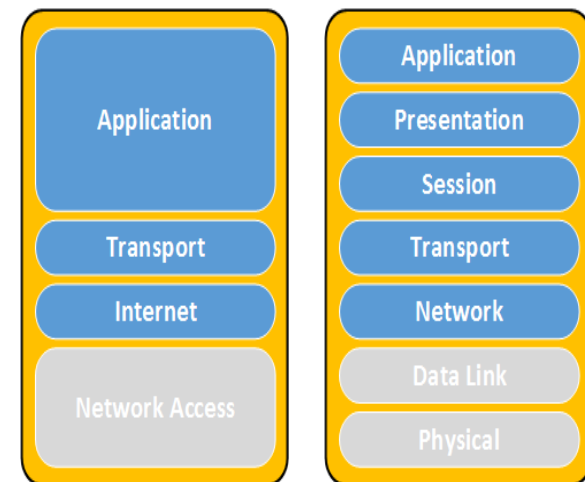 Application
Transport
Internet
Network Access
Application
Presentation
Session
Transport
Network
Data Link
Physical